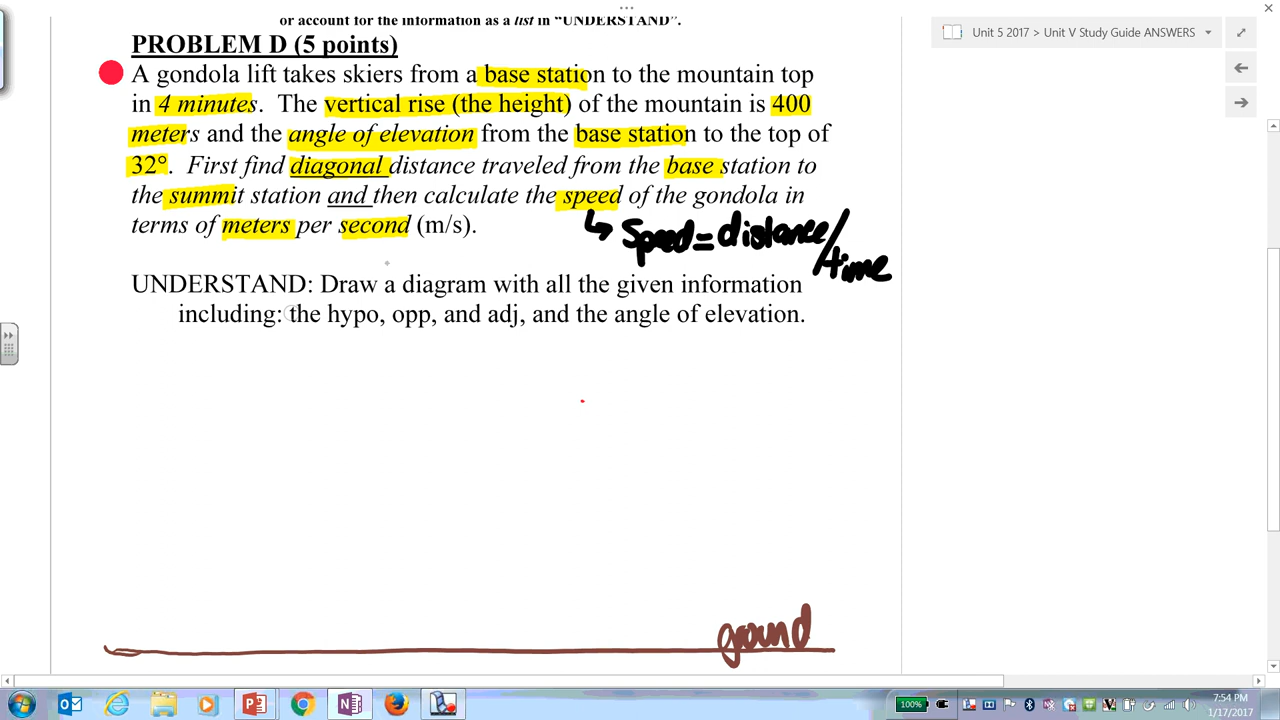 or account for the information as a list in “UNDERSTAND”.
PROBLEM D (5 points)
A gondola lift takes skiers from a base station to the mountain top
in 4 minutes. The vertical rise (the height) of the mountain is 400
meters and the angle of elevation from the base station to the top of
32°. First find diagonal distance traveled from the base station to
the summit station and then calculate the speed of the gondola in
terms of meters per second (m/s).
Speed = distance/
time
UNDERSTAND: Draw a diagram with all the given information
including: the hypo, opp, and adj, and the angle of elevation.
ground
Unit 5 2017 > Unit V Study Guide ANSWERS
100%
7:54 PM
1/17/2017